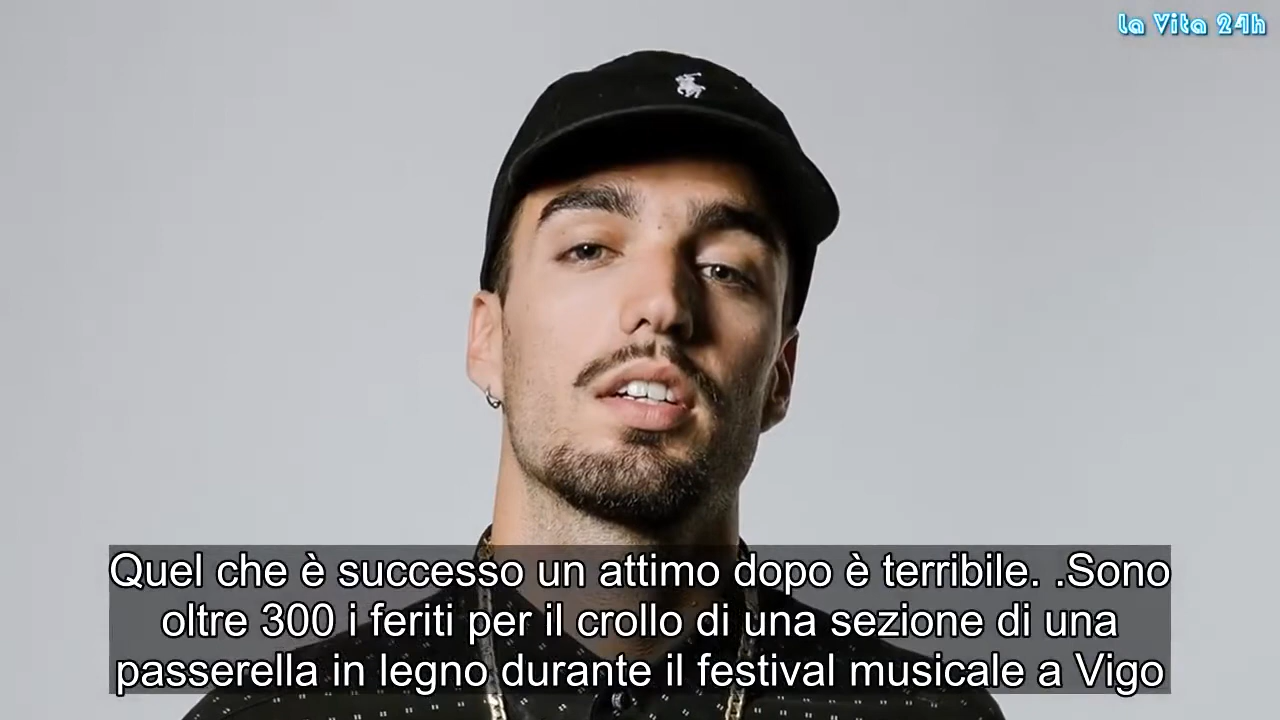 La Vita 24h
Quel che è successo un attimo dopo è terribile. .Sono
oltre 300 i feriti per il crollo di una sezione di una
passerella in legno durante il festival musicale a Vigo